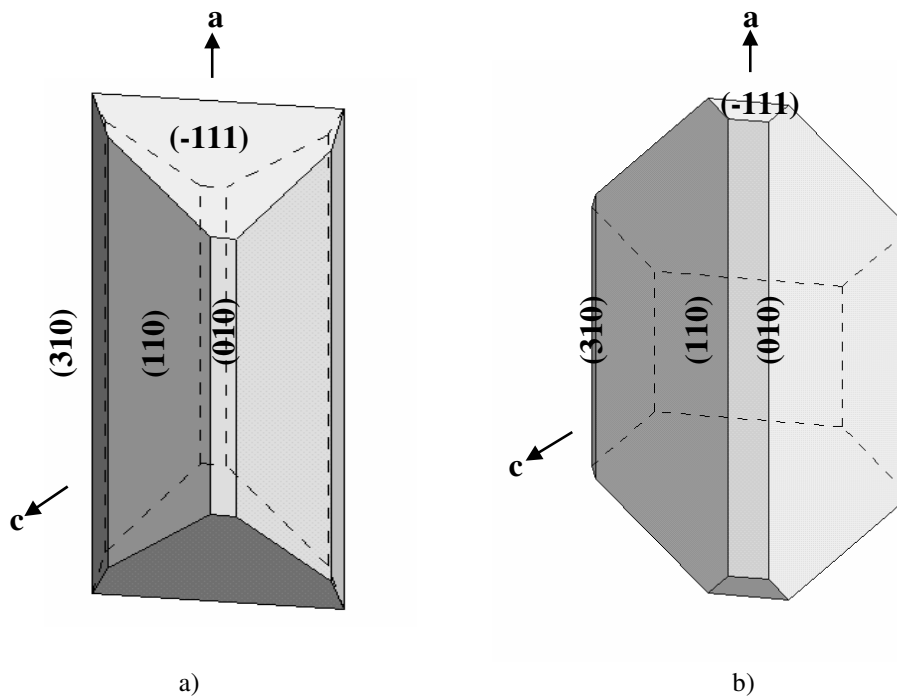 a
(-111)
(310)
(110)
(010)
c
a)
a
(-111)
(310)
(110)
(010)
c
b)